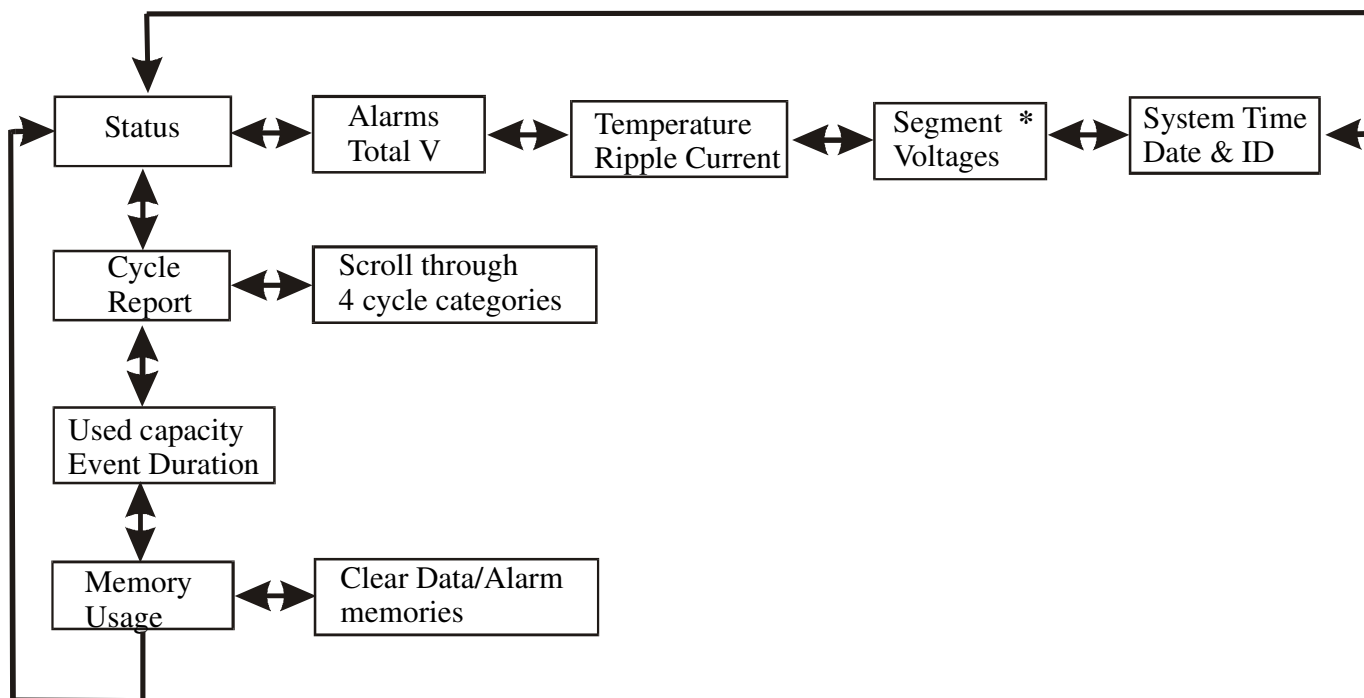 Status
Alarms
Total V
Temperature
Ripple Current
Segment *
Voltages
System Time
Date & ID
Cycle
Report
Scroll through
4 cycle categories
Used capacity
Event Duration
Memory
Usage
Clear Data/Alarm
memories